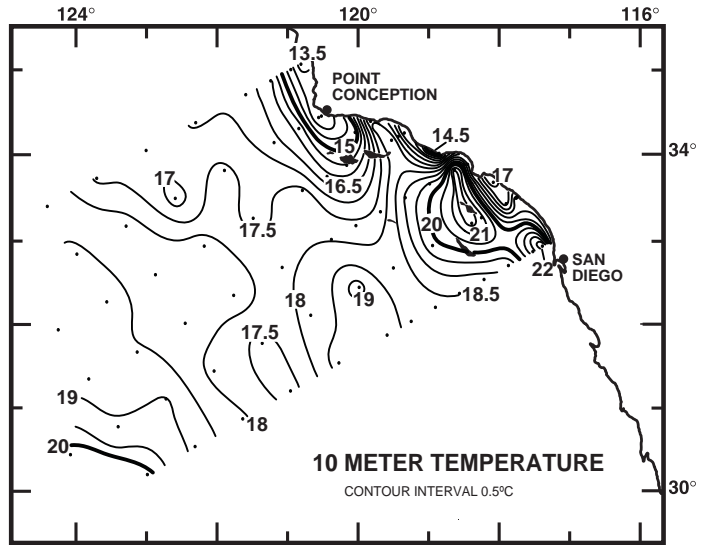 124° 120° 116°
13.5
POINT
CONCEPTION
14.5
15
34°
17
17
16.5
20
17.5
21
SAN
22
DIEGO
18
19
18.5
17.5
19
18
20
10 METER TEMPERATURE
30°
CONTOUR INTERVAL 0.5ºC